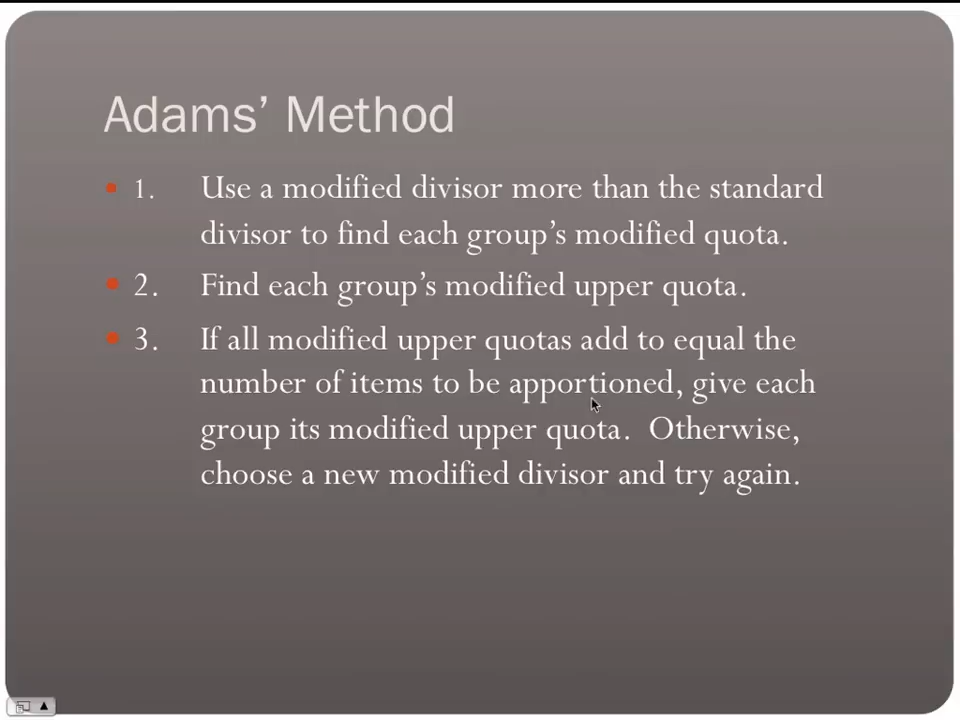 Adams’ Method
1. Use a modified divisor more than the standard
divisor to find each group’s modified quota.
2. Find each group’s modified upper quota.
3. If all modified upper quotas add to equal the
number of items to be apportioned, give each
group its modified upper quota.  Otherwise,
choose a new modified divisor and try again.